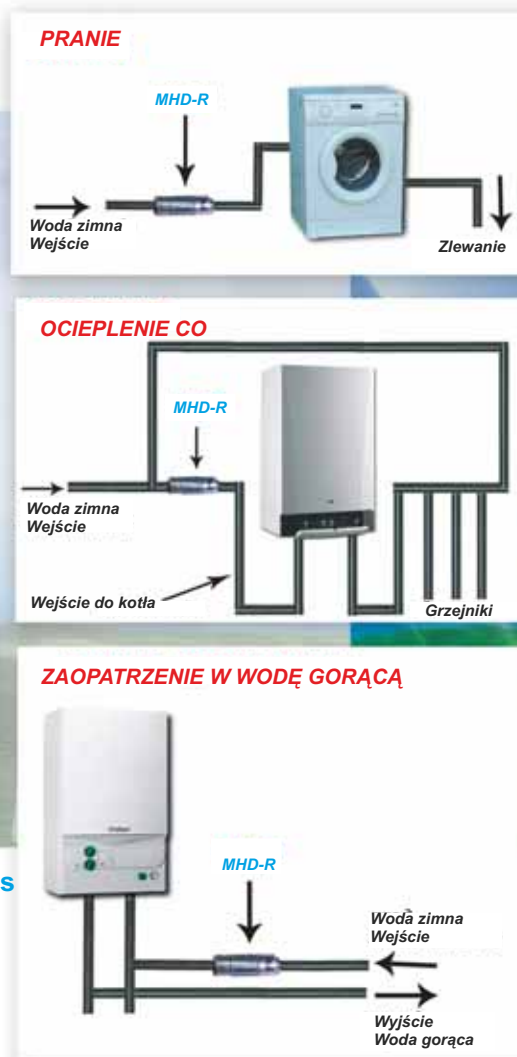 PRANIE
MHD-R
Woda zimna
Wejście
Zlewanie
OCIEPLENIE CO
MHD-R
Woda zimna
Wejście
Wejście do kotła
Grzejniki
ZAOPATRZENIE W WODĘ GORĄCĄ
MHD-R
s
Woda zimna
Wejście
Wyjście
Woda gorąca